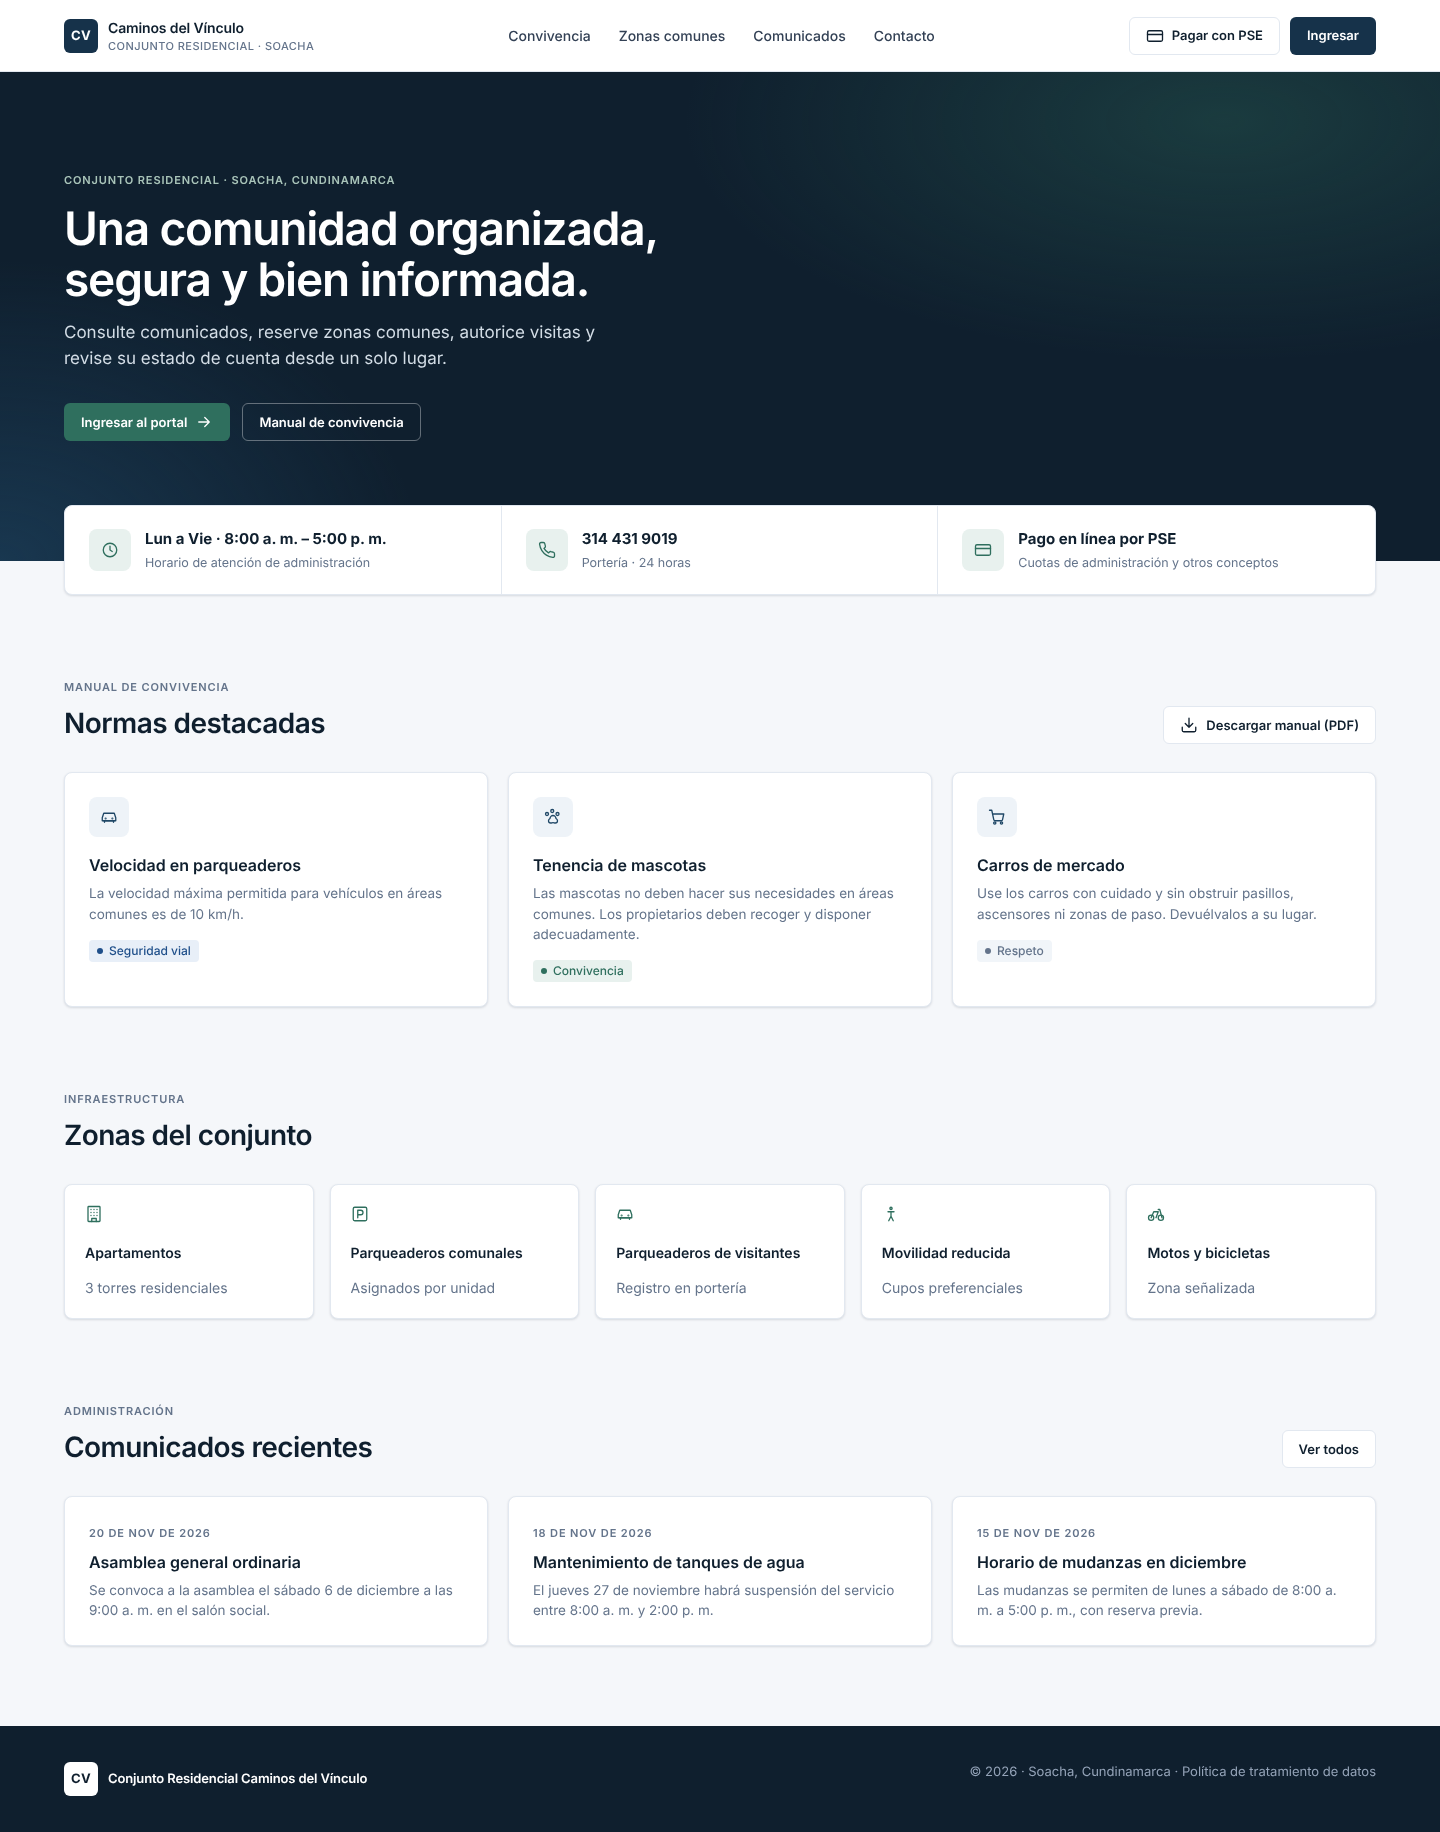 CV
Caminos del Vínculo
CONJUNTO RESIDENCIAL · SOACHA
Convivencia
Zonas comunes
Comunicados
Contacto
Pagar con PSE
Ingresar
CONJUNTO RESIDENCIAL · SOACHA, CUNDINAMARCA
Una comunidad organizada,
segura y bien informada.
Consulte comunicados, reserve zonas comunes, autorice visitas y
revise su estado de cuenta desde un solo lugar.
Ingresar al portal
Manual de convivencia
Lun a Vie · 8:00 a. m. – 5:00 p. m.
Horario de atención de administración
314 431 9019
Portería · 24 horas
Pago en línea por PSE
Cuotas de administración y otros conceptos
MANUAL DE CONVIVENCIA
Normas destacadas
Descargar manual (PDF)
Velocidad en parqueaderos
La velocidad máxima permitida para vehículos en áreas
comunes es de 10 km/h.
Seguridad vial
Tenencia de mascotas
Las mascotas no deben hacer sus necesidades en áreas
comunes. Los propietarios deben recoger y disponer
adecuadamente.
Convivencia
Carros de mercado
Use los carros con cuidado y sin obstruir pasillos,
ascensores ni zonas de paso. Devuélvalos a su lugar.
Respeto
INFRAESTRUCTURA
Zonas del conjunto
Apartamentos
3 torres residenciales
P
Parqueaderos comunales
Asignados por unidad
Parqueaderos de visitantes
Registro en portería
Movilidad reducida
Cupos preferenciales
Motos y bicicletas
Zona señalizada
ADMINISTRACIÓN
Comunicados recientes
Ver todos
20 DE NOV DE 2026
Asamblea general ordinaria
Se convoca a la asamblea el sábado 6 de diciembre a las
9:00 a. m. en el salón social.
18 DE NOV DE 2026
Mantenimiento de tanques de agua
El jueves 27 de noviembre habrá suspensión del servicio
entre 8:00 a. m. y 2:00 p. m.
15 DE NOV DE 2026
Horario de mudanzas en diciembre
Las mudanzas se permiten de lunes a sábado de 8:00 a.
m. a 5:00 p. m., con reserva previa.
CV
Conjunto Residencial Caminos del Vínculo
© 2026 · Soacha, Cundinamarca · Política de tratamiento de datos